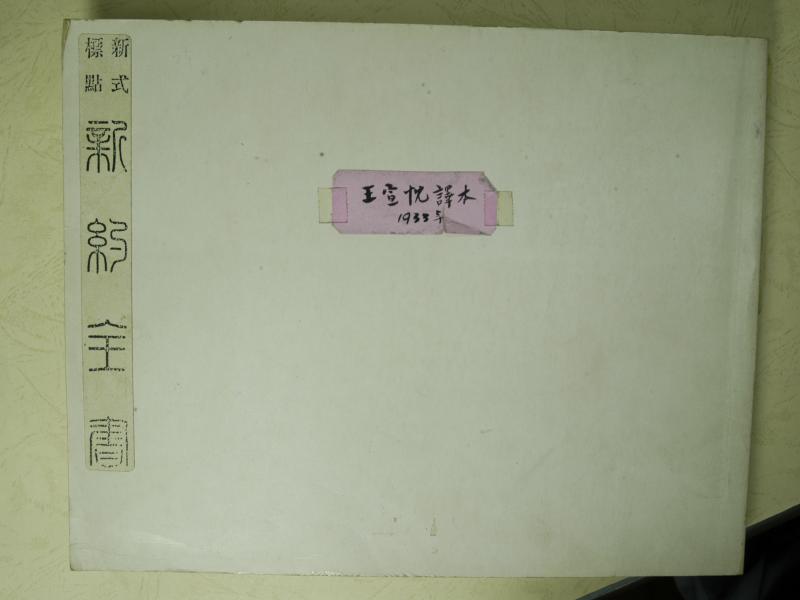 新式
標點
新約全書
王宣忱譯本
1933年